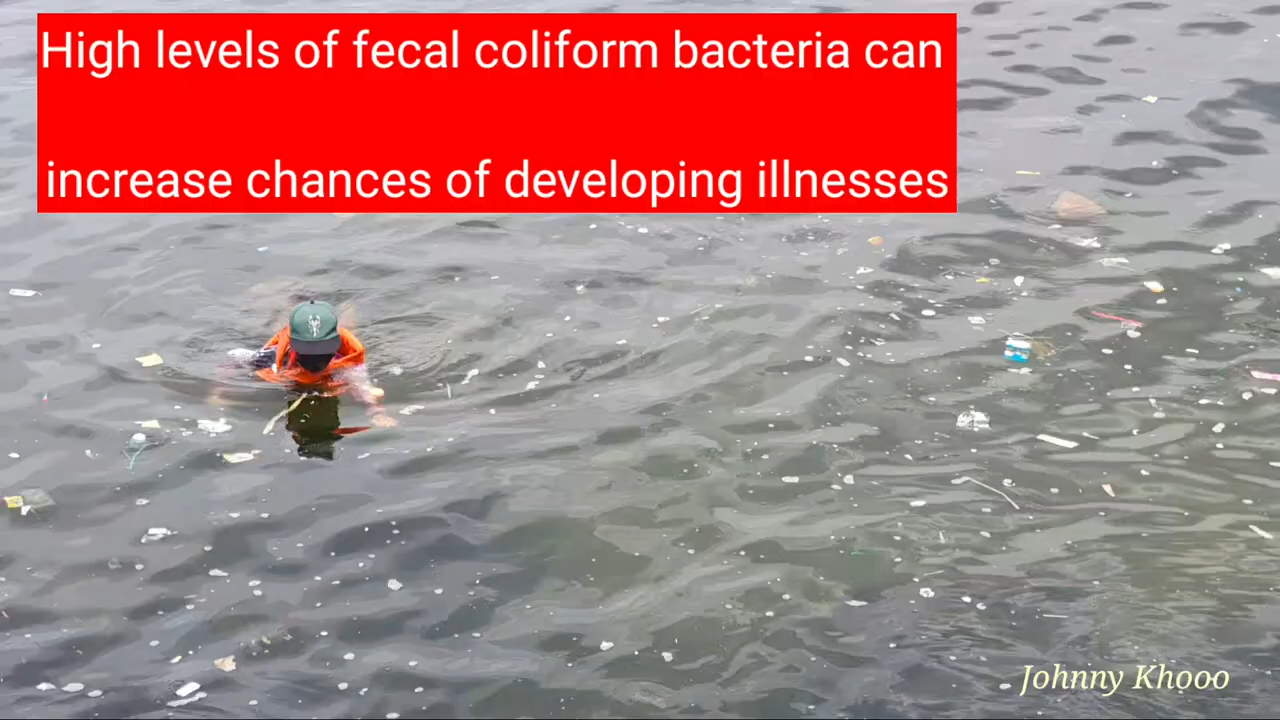 High levels of fecal coliform bacteria can
increase chances of developing illnesses
Johnny Khooo